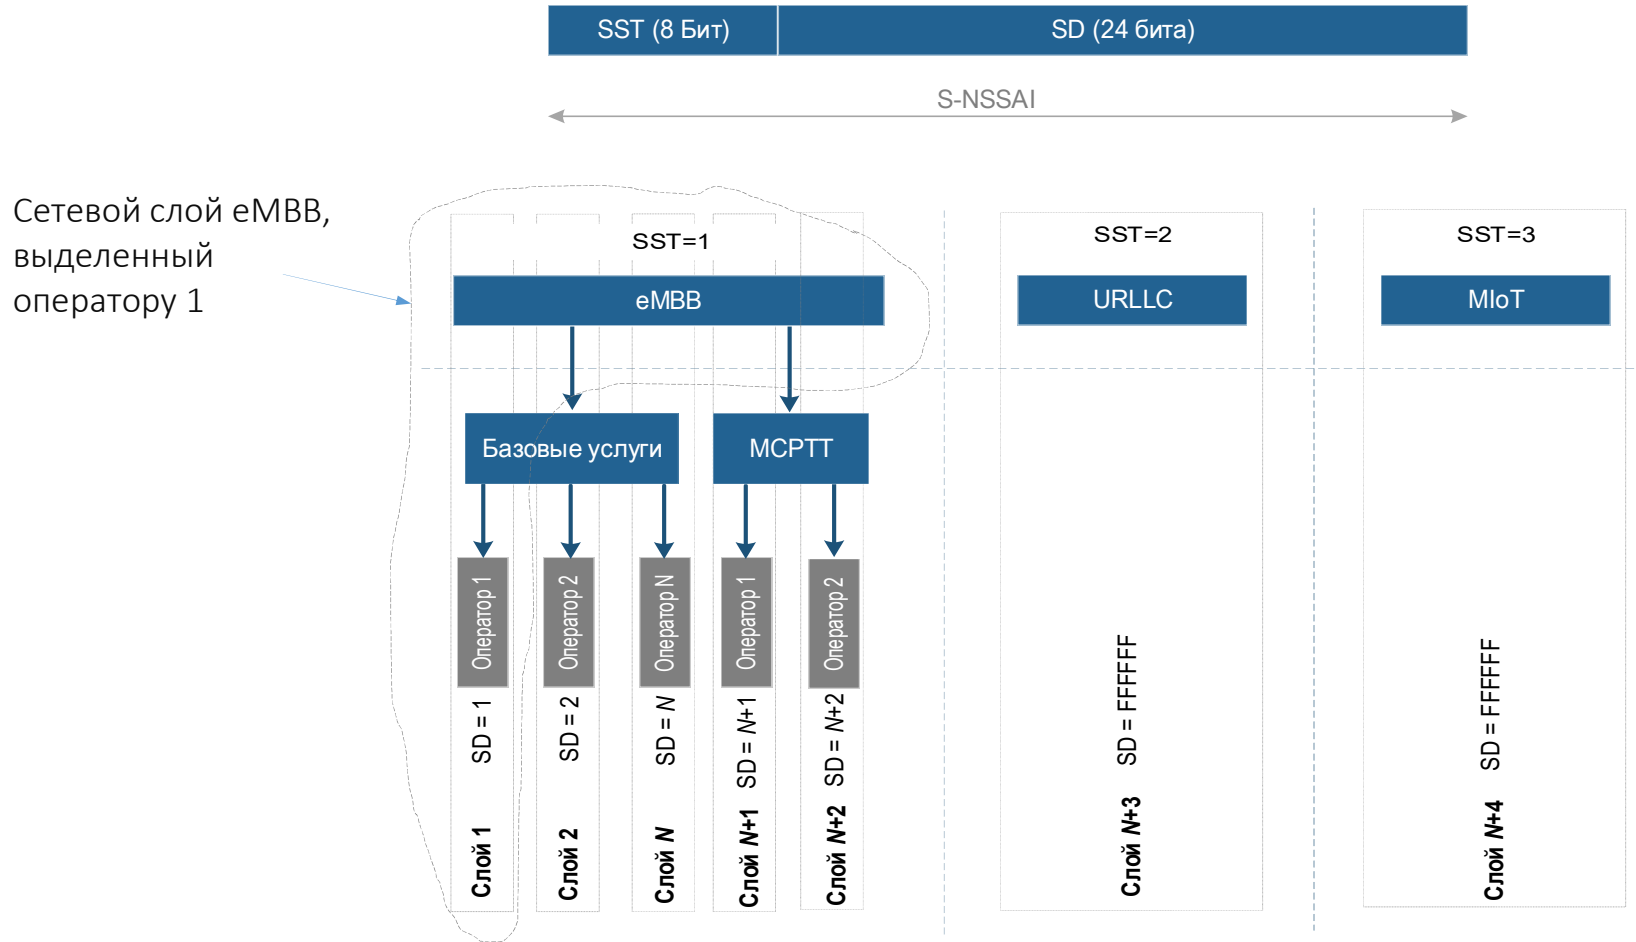 SST (8 Бит)
SD (24 бита)
S-NSSAI
Сетевой слой eMBB,
выделенный
оператору 1
SST=1
SST=2
SST=3
eMBB
URLLC
MIoT
Базовые услуги
MCPTT
Оператор 1
Оператор 2
Оператор N
Оператор 1
Оператор 2
SD = 1
SD = 2
SD = N
SD = N+1
SD = N+2
SD = FFFFFF
SD = FFFFFF
Слой 1
Слой 2
Слой N
Слой N+1
Слой N+2
Слой N+3
Слой N+4